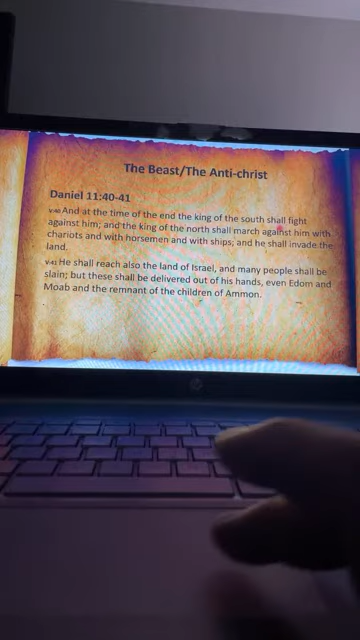 The Beast/The Anti-christ
Daniel 11:40-41
v40 And at the time of the end the king of the south shall fight
against him; and the king of the north shall march against him with
chariots and with horsemen and with ships; and he shall invade the
land.
v41 He shall reach also the land of Israel, and many people shall be
slain; but these shall be delivered out of his hands, even Edom and
Moab and the remnant of the children of Ammon.
hp